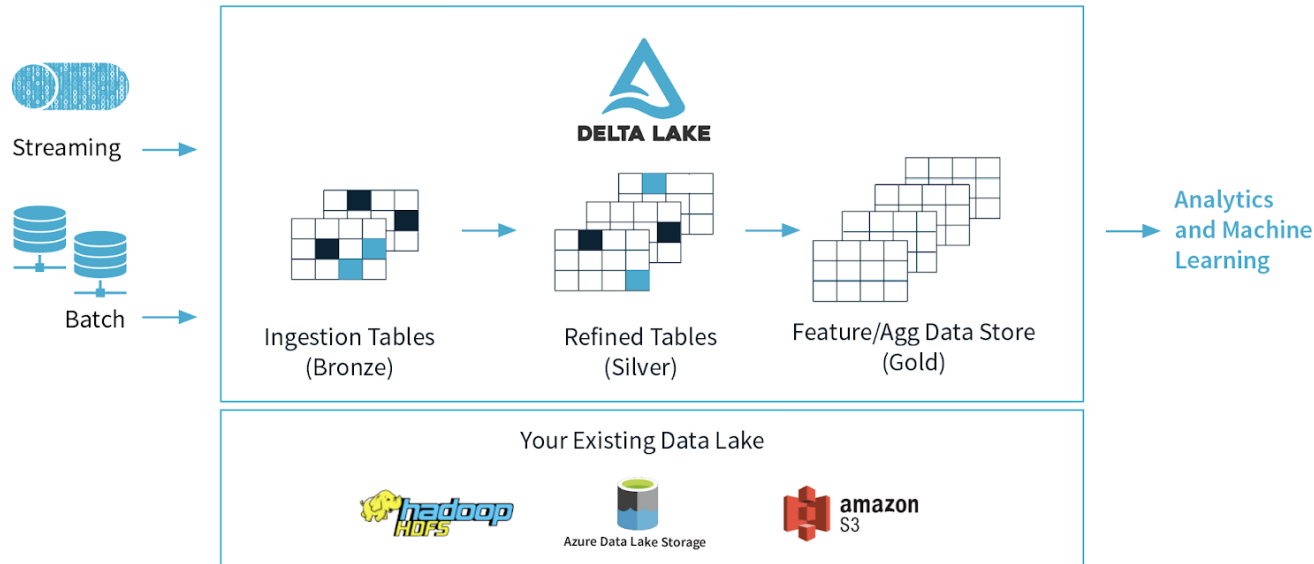 Streaming
Batch
DELTA LAKE
Ingestion Tables
(Bronze)
Refined Tables
(Silver)
Feature/Agg Data Store
(Gold)
Analytics
and Machine
Learning
Your Existing Data Lake
hadoop
HDFS
Azure Data Lake Storage
amazon
S3